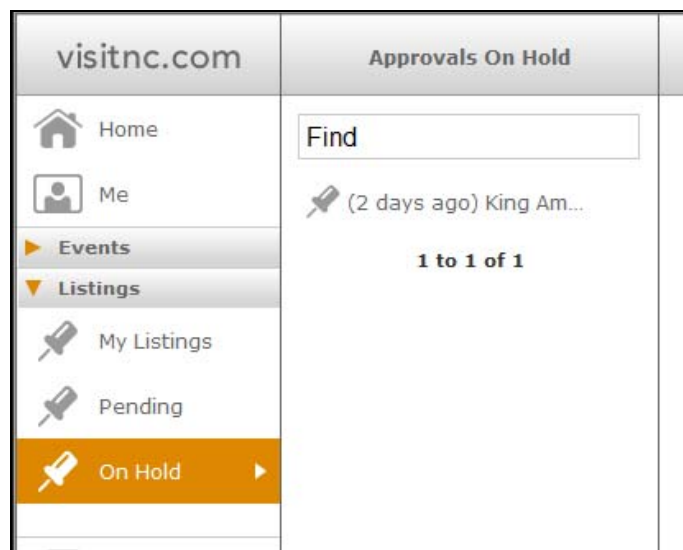 visitnc.com
Home
Me
Events
Listings
My Listings
Pending
On Hold
Approvals On Hold
Find
(2 days ago) King Am...
1 to 1 of 1